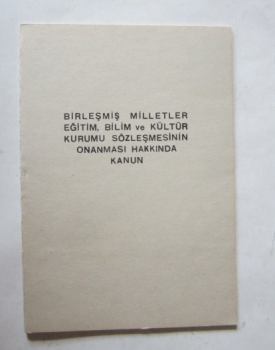 BİRLEŞMİŞ MİLLETLER
EĞİTİM, BİLİM ve KÜLTÜR
KURUMU SÖZLEŞMESİNİN
ONANMASI HAKKINDA
KANUN